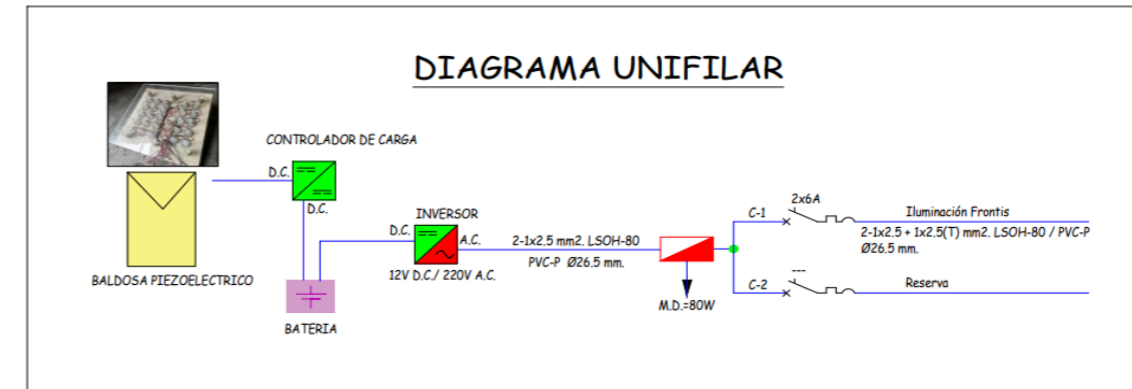 DIAGRAMA UNIFILAR
CONTROLADOR DE CARGA
D.C.
D.C.
BALDOSA PIEZOELECTRICO
BATERIA
INVERSOR
D.C.
A.C.
12V D.C./ 220V A.C.
2-1x2.5 mm2. LSOH-80
PVC-P Ø26.5 mm.
M.D.=80W
C-1
2x6A
Iluminación Frontis
2-1x2.5 + 1x2.5(T) mm2. LSOH-80 / PVC-P
Ø26.5 mm.
C-2
---
Reserva